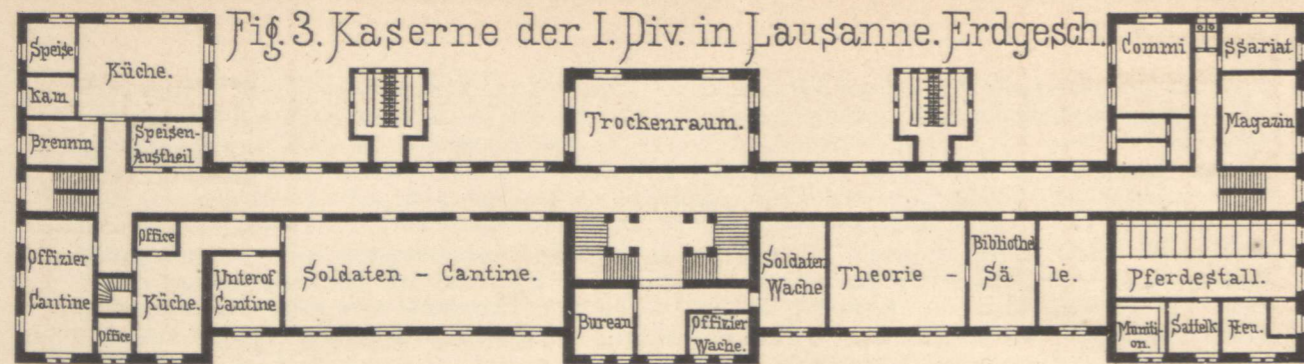 Fig. 3. Kaserne der I. Div. in Lausanne. Erdgesch.
Speise
kam
Küche.
Brennm
Speisen-
Austheil
Trockenraum.
Commi
ssariat
Magazin
Offizier
Cantine
Office
Küche.
Office
Unterof
Cantine
Soldaten - Cantine.
Bureau
Offizier
Wache.
Soldaten
Wache
Theorie - Sä le.
Bibliothe
Pferdestall.
Muniti-
on.
Sattelk
Heu.